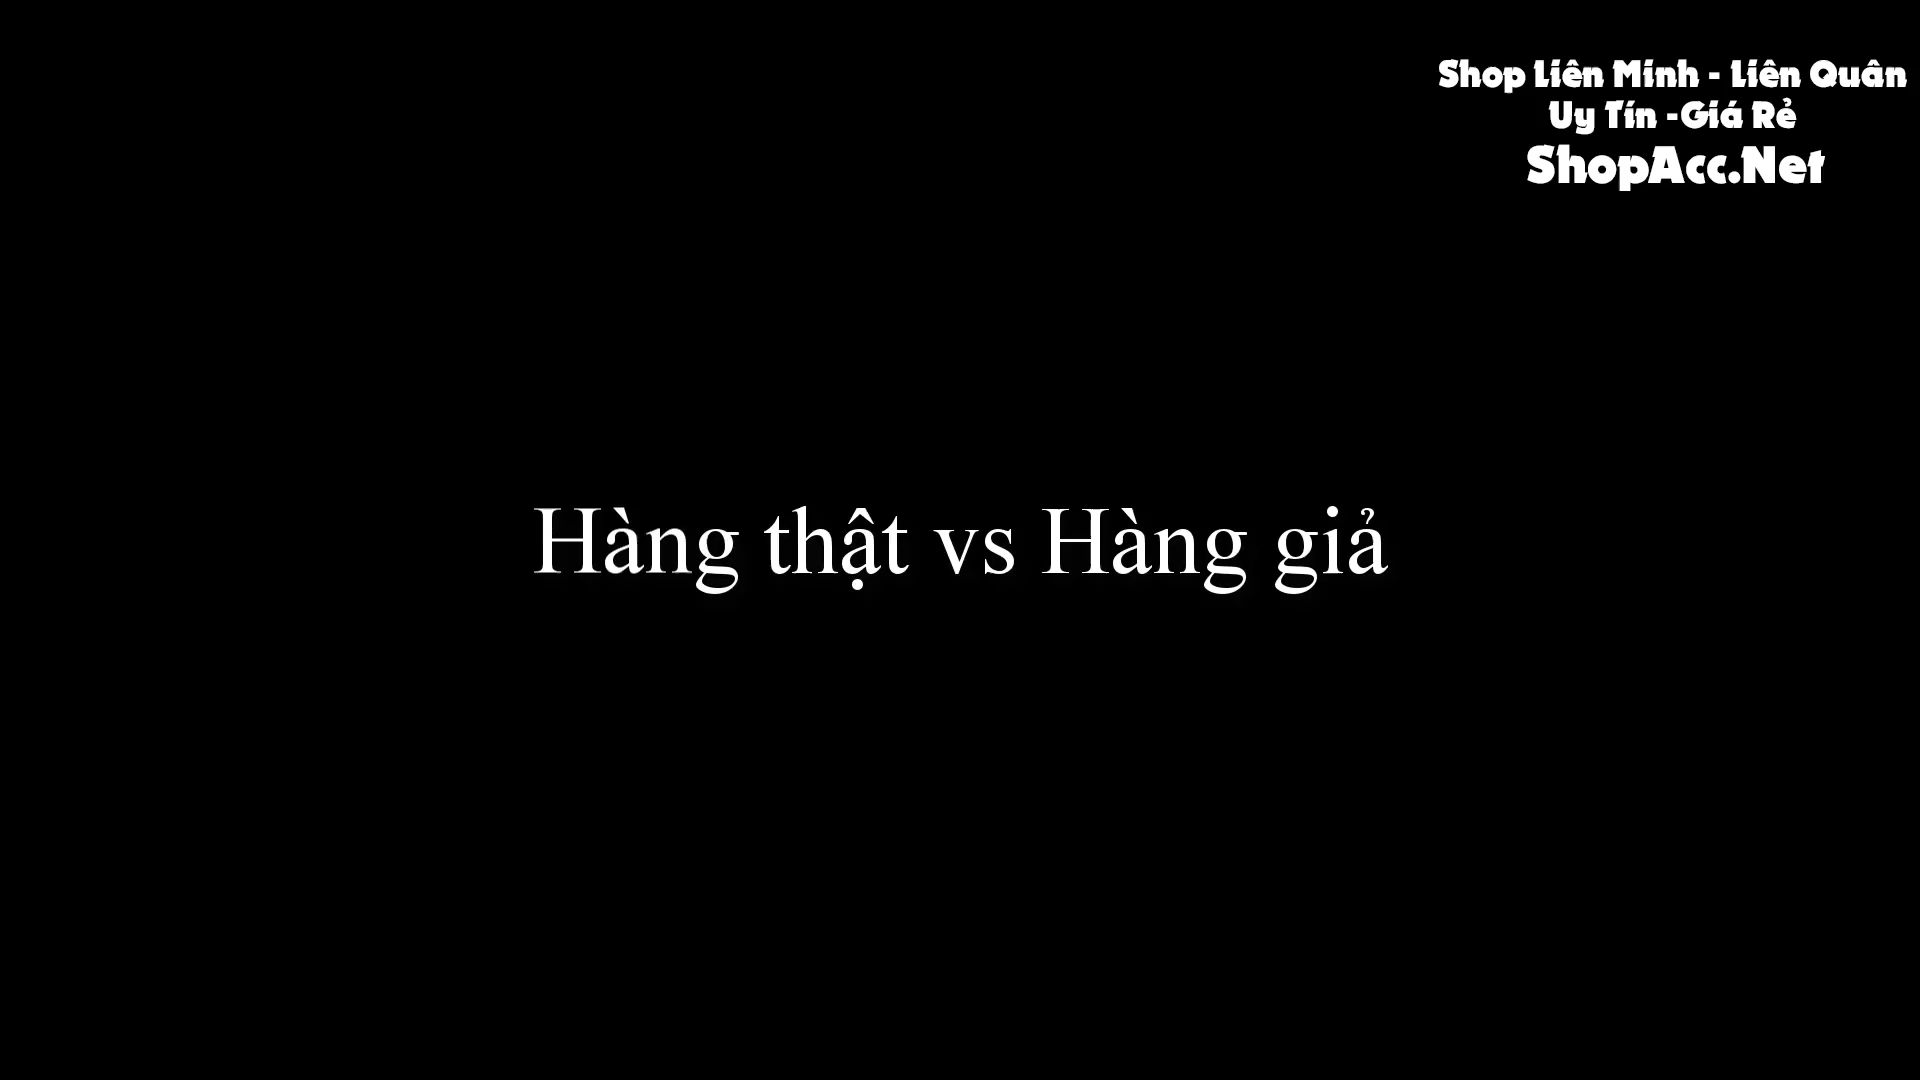 Shop Liên Minh - Liên Quân
Uy Tín -Giá Rẻ
ShopAcc.Net
Hàng thật vs Hàng giả